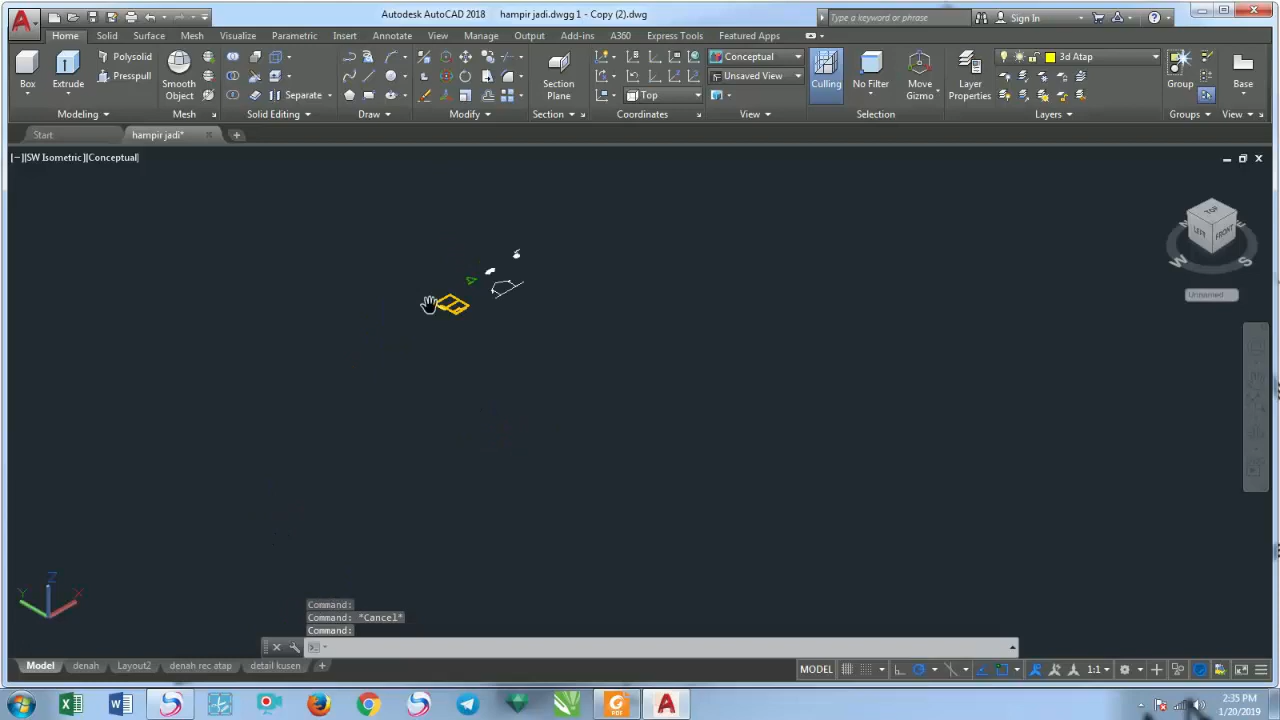 Autodesk AutoCAD 2018 hampir jadi.dwgg 1 - Copy (2).dwg
Type a keyword or phrase
Sign In
Home Solid Surface Mesh Visualize Parametric Insert Annotate View Manage Output Add-ins A360 Express Tools Featured Apps
Box
Extrude
Polysolid
Presspull
Smooth
Object
Separate
Section
Plane
Conceptual
Unsaved View
Top
Culling
No Filter
Move
Gizmo
Layer
Properties
3d Atap
Group
Base
Modeling Mesh Solid Editing Draw Modify Section Coordinates View Selection Layers Groups View
Start hampir jadi*
[−][SW Isometric][Conceptual]
TOP
LEFT FRONT
W S
Unnamed
Z
Y X
Command:
Command: *Cancel*
Command:
Model denah Layout2 denah rec atap detail kusen
MODEL 1:1
2:35 PM
1/20/2019